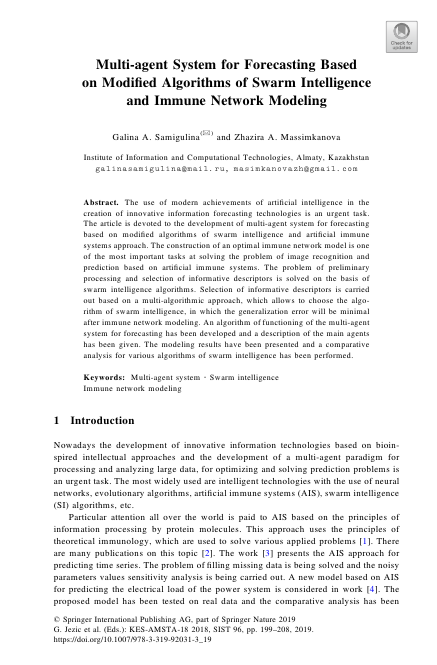 Check for
updates
Multi-agent System for Forecasting Based
on Modified Algorithms of Swarm Intelligence
and Immune Network Modeling
Galina A. Samigulina(✉) and Zhazira A. Massimkanova
Institute of Information and Computational Technologies, Almaty, Kazakhstan
galinasamigulina@mail.ru, masimkanovazh@gmail.com
Abstract. The use of modern achievements of artificial intelligence in the
creation of innovative information forecasting technologies is an urgent task.
The article is devoted to the development of multi-agent system for forecasting
based on modified algorithms of swarm intelligence and artificial immune
systems approach. The construction of an optimal immune network model is one
of the most important tasks at solving the problem of image recognition and
prediction based on artificial immune systems. The problem of preliminary
processing and selection of informative descriptors is solved on the basis of
swarm intelligence algorithms. Selection of informative descriptors is carried
out based on a multi-algorithmic approach, which allows to choose the algo-
rithm of swarm intelligence, in which the generalization error will be minimal
after immune network modeling. An algorithm of functioning of the multi-agent
system for forecasting has been developed and a description of the main agents
has been given. The modeling results have been presented and a comparative
analysis for various algorithms of swarm intelligence has been performed.
Keywords: Multi-agent system · Swarm intelligence
Immune network modeling
1 Introduction
Nowadays the development of innovative information technologies based on bioin-
spired intellectual approaches and the development of a multi-agent paradigm for
processing and analyzing large data, for optimizing and solving prediction problems is
an urgent task. The most widely used are intelligent technologies with the use of neural
networks, evolutionary algorithms, artificial immune systems (AIS), swarm intelligence
(SI) algorithms, etc.
Particular attention all over the world is paid to AIS based on the principles of
information processing by protein molecules. This approach uses the principles of
theoretical immunology, which are used to solve various applied problems [1]. There
are many publications on this topic [2]. The work [3] presents the AIS approach for
predicting time series. The problem of filling missing data is being solved and the noisy
parameters values sensitivity analysis is being carried out. A new model based on AIS
for predicting the electrical load of the power system is considered in work [4]. The
proposed model has been tested on real data and the comparative analysis has been
© Springer International Publishing AG, part of Springer Nature 2019
G. Jezic et al. (Eds.): KES-AMSTA-18 2018, SIST 96, pp. 199–208, 2019.
https://doi.org/10.1007/978-3-319-92031-3_19